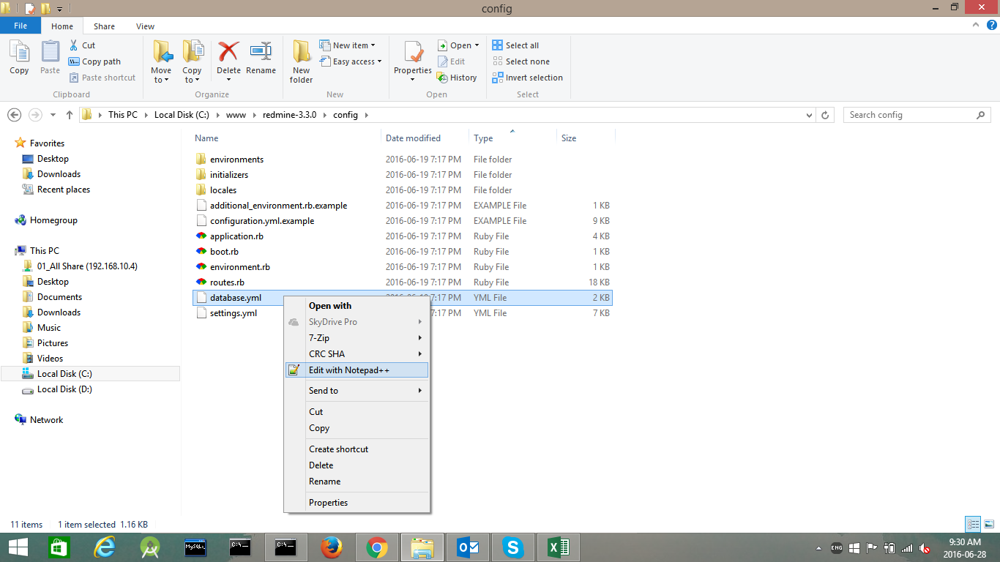 config
File Home Share View
Copy Paste Cut Copy path Paste shortcut Clipboard
Move to Copy to Delete Rename Organize
New folder New item Easy access New
Properties Open Edit History Open
Select all Select none Invert selection Select
This PC Local Disk (C:) www redmine-3.3.0 config Search config
Favorites
Desktop
Downloads
Recent places
Homegroup
This PC
01_All Share (192.168.10.4)
Desktop
Documents
Downloads
Music
Pictures
Videos
Local Disk (C:)
Local Disk (D:)
Network
Name Date modified Type Size
environments 2016-06-19 7:17 PM File folder
initializers 2016-06-19 7:17 PM File folder
locales 2016-06-19 7:17 PM File folder
additional_environment.rb.example 2016-06-19 7:17 PM EXAMPLE File 1 KB
configuration.yml.example 2016-06-19 7:17 PM EXAMPLE File 9 KB
application.rb 2016-06-19 7:17 PM Ruby File 4 KB
boot.rb 2016-06-19 7:17 PM Ruby File 1 KB
environment.rb 2016-06-19 7:17 PM Ruby File 1 KB
routes.rb 2016-06-19 7:17 PM Ruby File 18 KB
database.yml 7:17 PM YML File 2 KB
settings.yml 7:17 PM YML File 7 KB
Open with
SkyDrive Pro
7-Zip
CRC SHA
Edit with Notepad++
Send to
Cut
Copy
Create shortcut
Delete
Rename
Properties
11 items 1 item selected 1.16 KB
MySQL
C:\
C:\
ENG
9:30 AM
2016-06-28